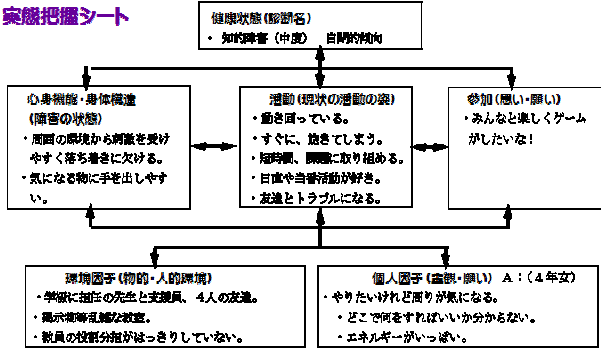 実態把握シート
健康状態(診断名)
・ 知的障害(中度) 自閉的傾向
心身機能・身体構造
(障害の状態)
・周囲の環境から刺激を受け
やすく落ち着きに欠ける。
・気になる物に手を出しやす
い。
活動(現状の活動の姿)
・動き回っている。
・すぐに、飽きてしまう。
・短時間、課題に取り組める。
・日直や当番活動が好き。
・友達とトラブルになる。
参加(思い・願い)
・みんなと楽しくゲーム
がしたいな!
環境因子(物的・人的環境)
・学級に担任の先生と支援員、4人の友達。
・掲示物等乱雑な教室。
・教員の役割分担がはっきりしていない。
個人因子(主観・願い) A:(4年女)
・やりたいけれど周りが気になる。
・どこで何をすればいいか分からない。
・エネルギーがいっぱい。